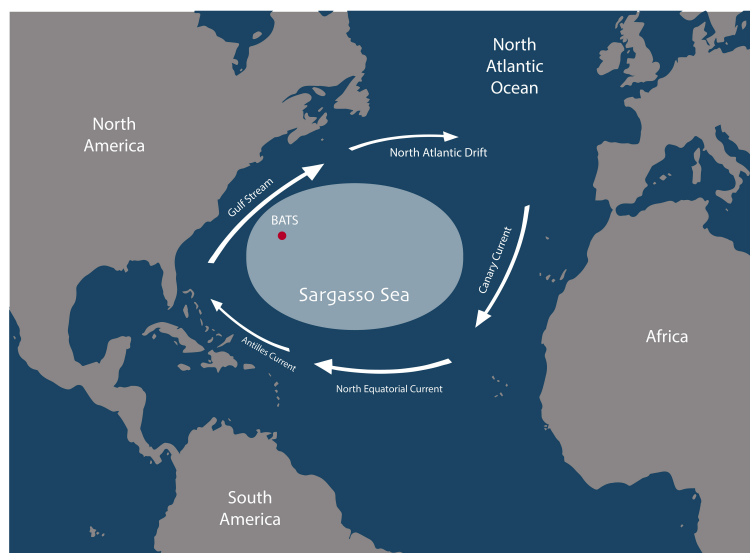 North
Atlantic
Ocean
North
America
North Atlantic Drift
Gulf Stream
BATS
Canary Current
Sargasso Sea
Antilles Current
Africa
North Equatorial Current
South
America